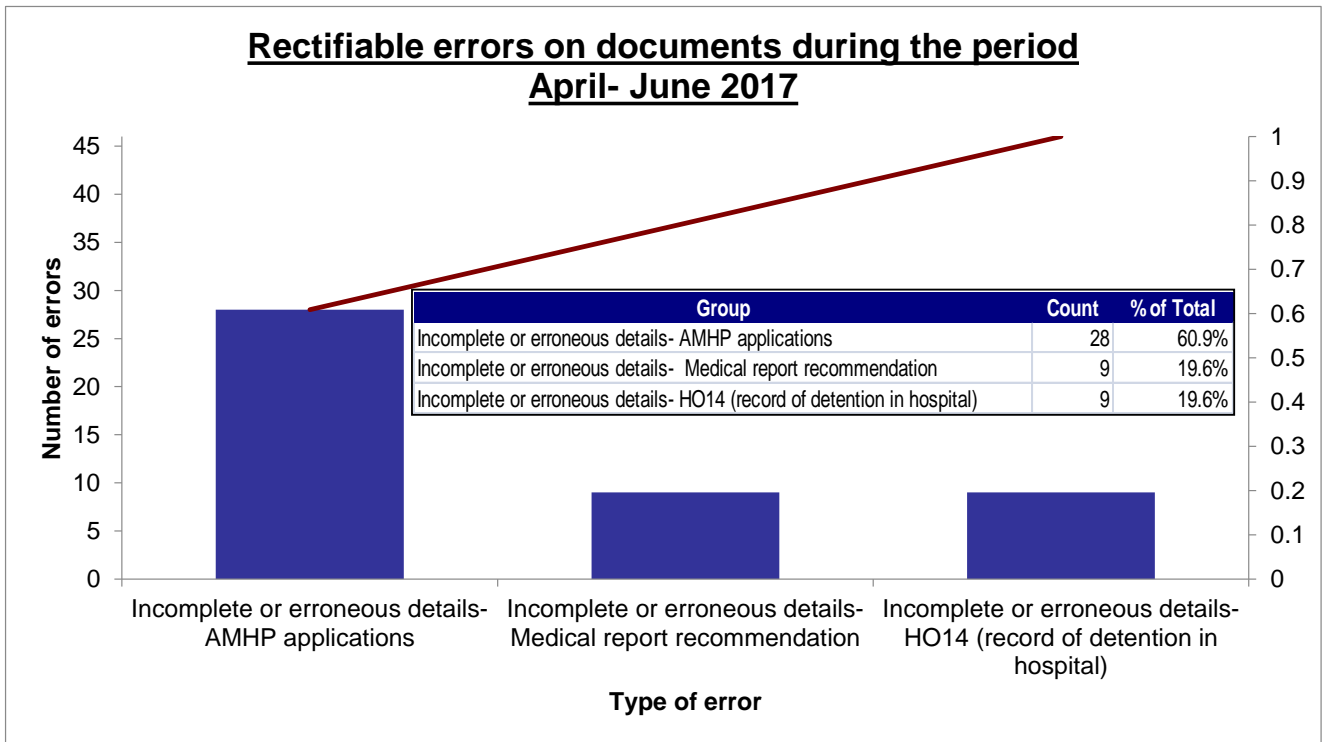 Rectifiable errors on documents during the period
April- June 2017
45
40
35
30
25
20
15
10
5
0
Number of errors
1
0.9
0.8
0.7
0.6
0.5
0.4
0.3
0.2
0.1
0
Group Count % of Total
Incomplete or erroneous details- AMHP applications 28 60.9%
Incomplete or erroneous details- Medical report recommendation 9 19.6%
Incomplete or erroneous details- HO14 (record of detention in hospital) 9 19.6%
Incomplete or erroneous details-
AMHP applications
Incomplete or erroneous details-
Medical report recommendation
Incomplete or erroneous details-
HO14 (record of detention in
hospital)
Type of error